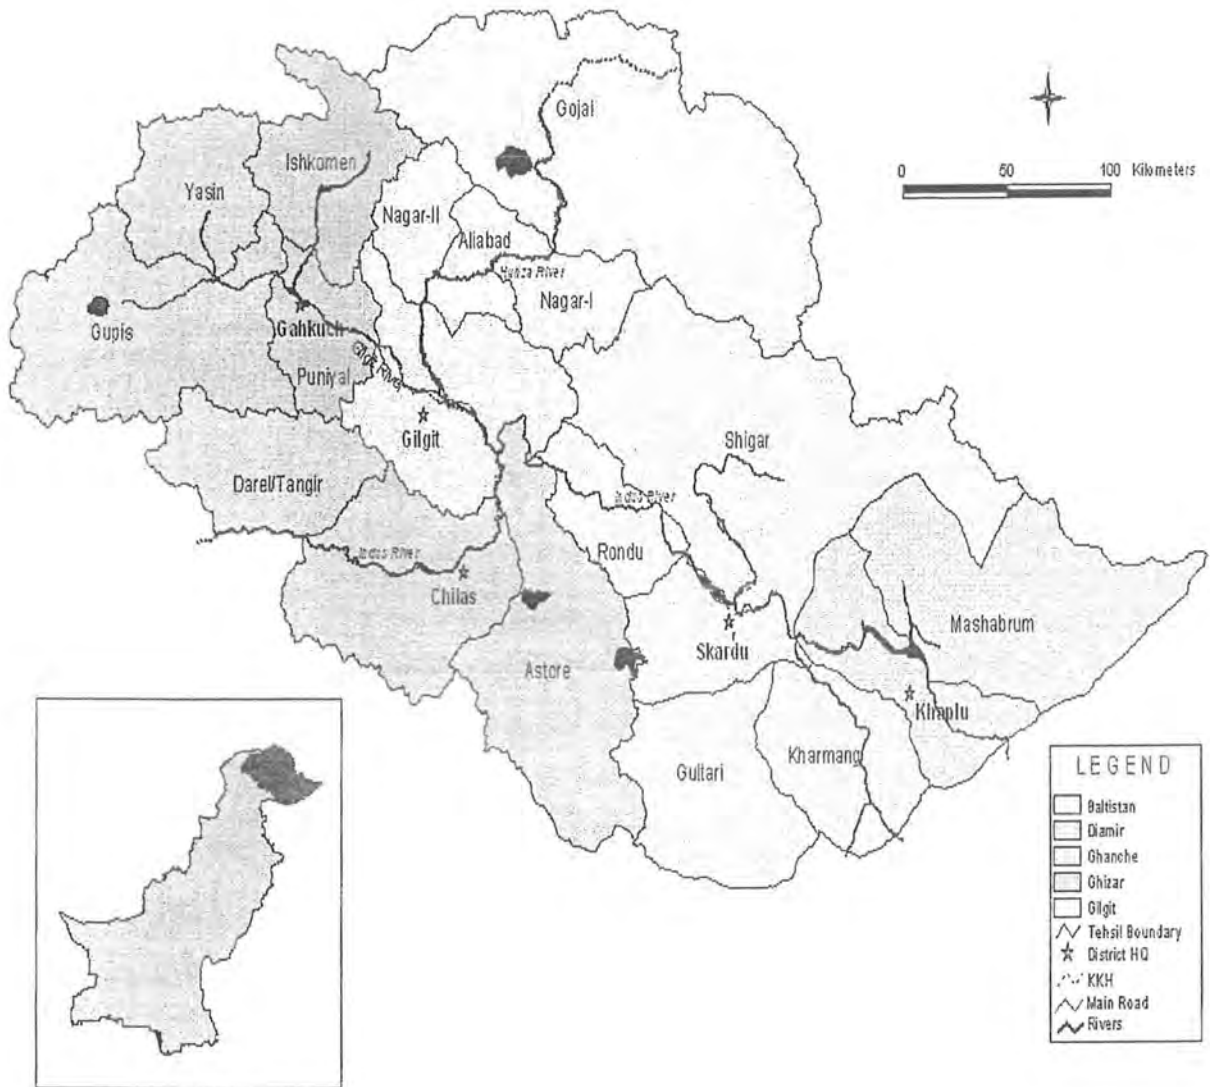 Gojal
0 50 100 Kilometers
Ishkomen
Yasin
Nagar-II
Aliabad
Hunza River
Nagar-I
Gupis
Gahkuch
Gilgit River
Puniyal
Gilgit
Shigar
Darel/Tangir
Indus River
Rondu
Indus River
Chilas
Mashabrum
Skardu
Astore
Khaplu
Gultari
Kharmang
LEGEND
Baltistan
Diamir
Ghanche
Ghizar
Gilgit
Tehsil Boundary
District HQ
KKH
Main Road
Rivers